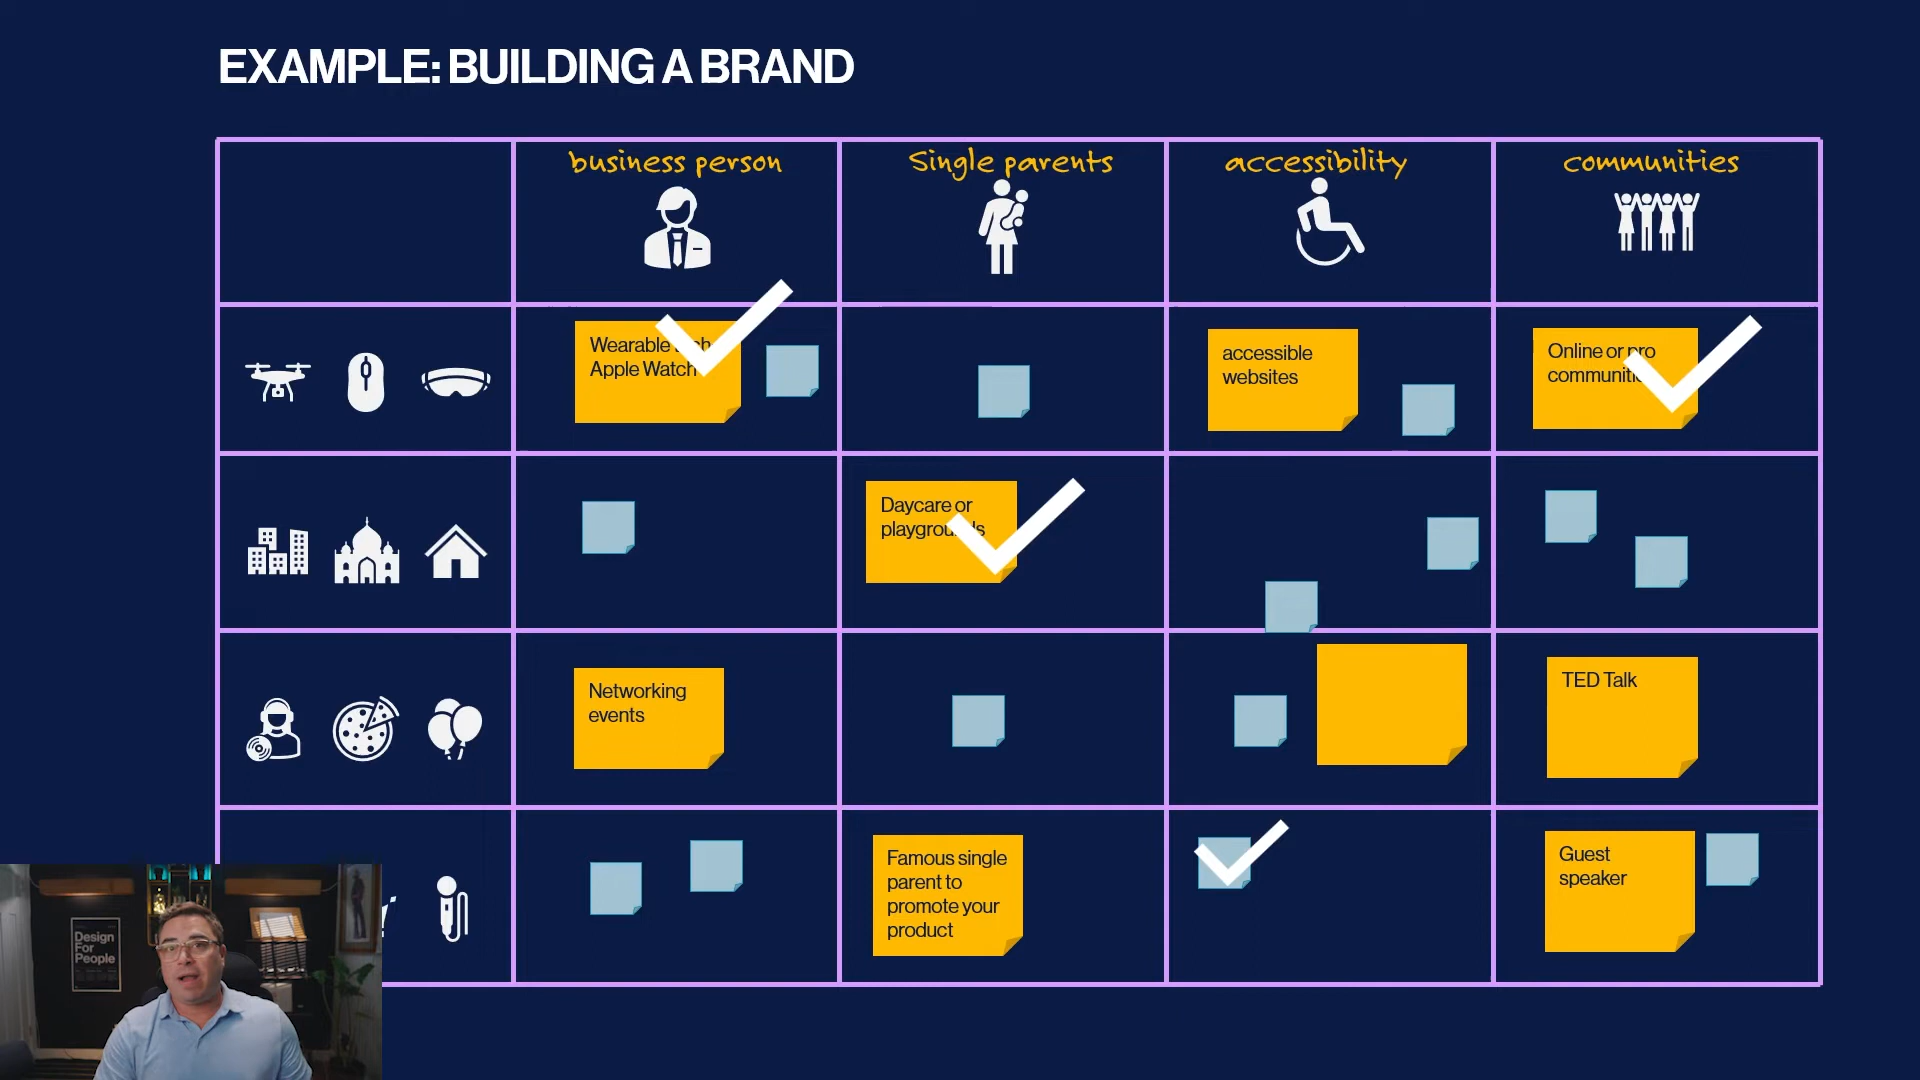 EXAMPLE: BUILDING A BRAND
business person
Single parents
accessibility
communities
Wearable
Apple Watch
accessible
websites
Online or pro
Daycare or
Networking
events
TED Talk
Famous single
parent to
promote your
product
Guest
speaker
Design
For
People